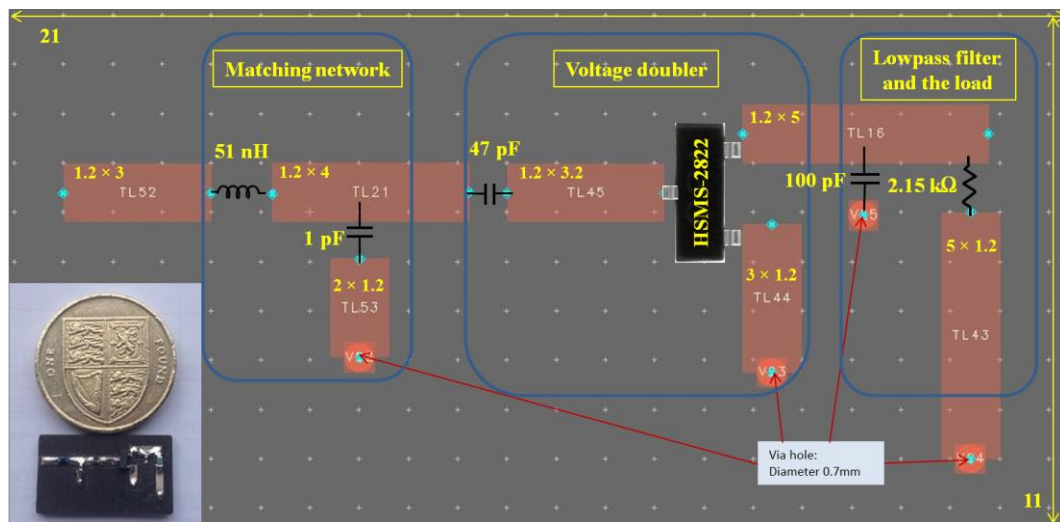 21
Matching network
Voltage doubler
Lowpass filter
and the load
1.2 × 3
TL52
51 nH
1.2 × 4
TL21
47 pF
1.2 × 3.2
TL45
HSMS-2822
1.2 × 5
TL16
100 pF
2.15 kΩ
1 pF
2 × 1.2
TL53
3 × 1.2
TL44
5 × 1.2
TL43
Via hole:
Diameter 0.7mm
11
ONE
POUND